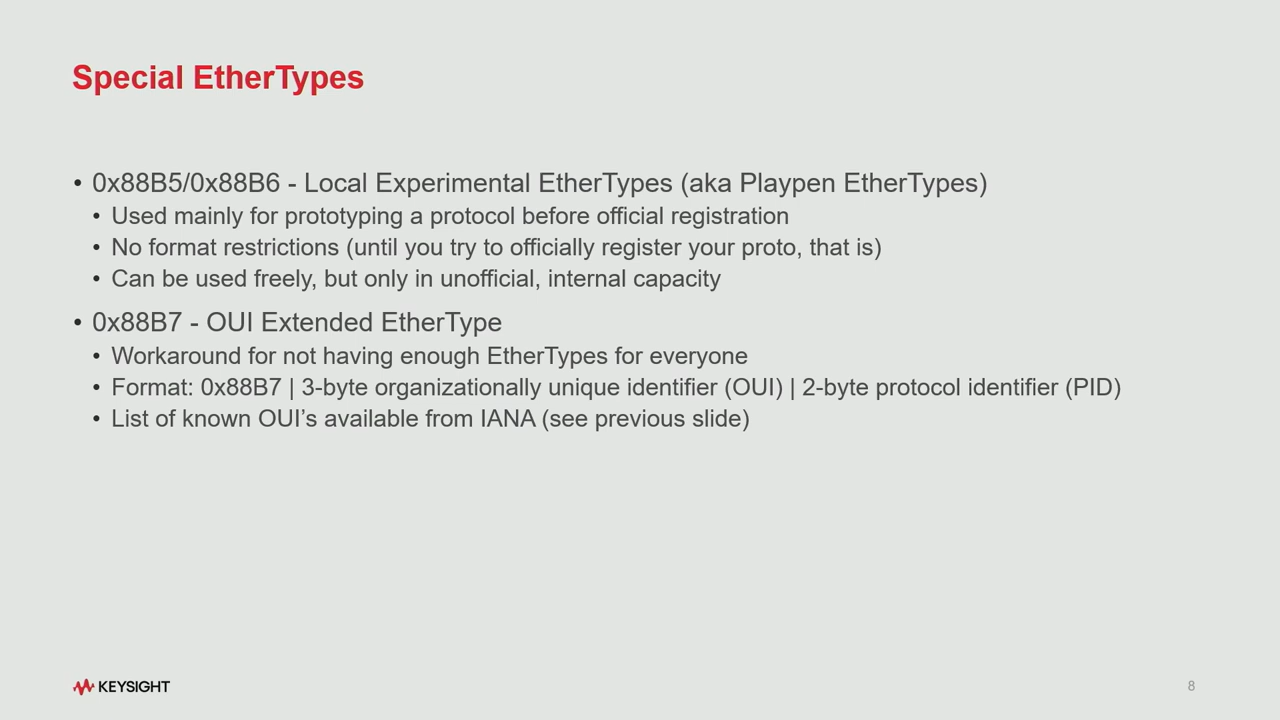 Special EtherTypes
• 0x88B5/0x88B6 - Local Experimental EtherTypes (aka Playpen EtherTypes)
• Used mainly for prototyping a protocol before official registration
• No format restrictions (until you try to officially register your proto, that is)
• Can be used freely, but only in unofficial, internal capacity
• 0x88B7 - OUI Extended EtherType
• Workaround for not having enough EtherTypes for everyone
• Format: 0x88B7 | 3-byte organizationally unique identifier (OUI) | 2-byte protocol identifier (PID)
• List of known OUI’s available from IANA (see previous slide)
KEYSIGHT
8